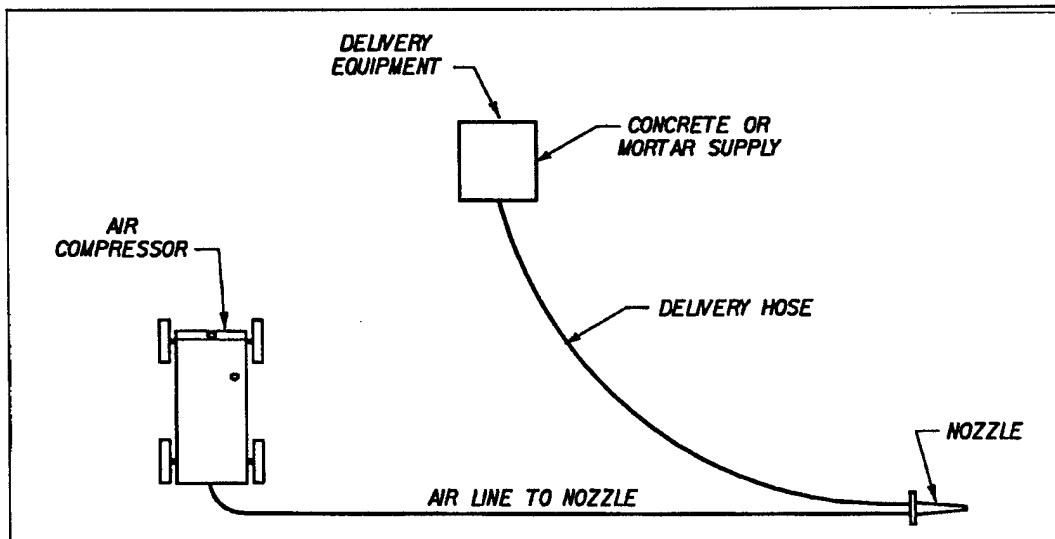 DELIVERY
EQUIPMENT
CONCRETE OR
MORTAR SUPPLY
AIR
COMPRESSOR
DELIVERY HOSE
NOZZLE
AIR LINE TO NOZZLE